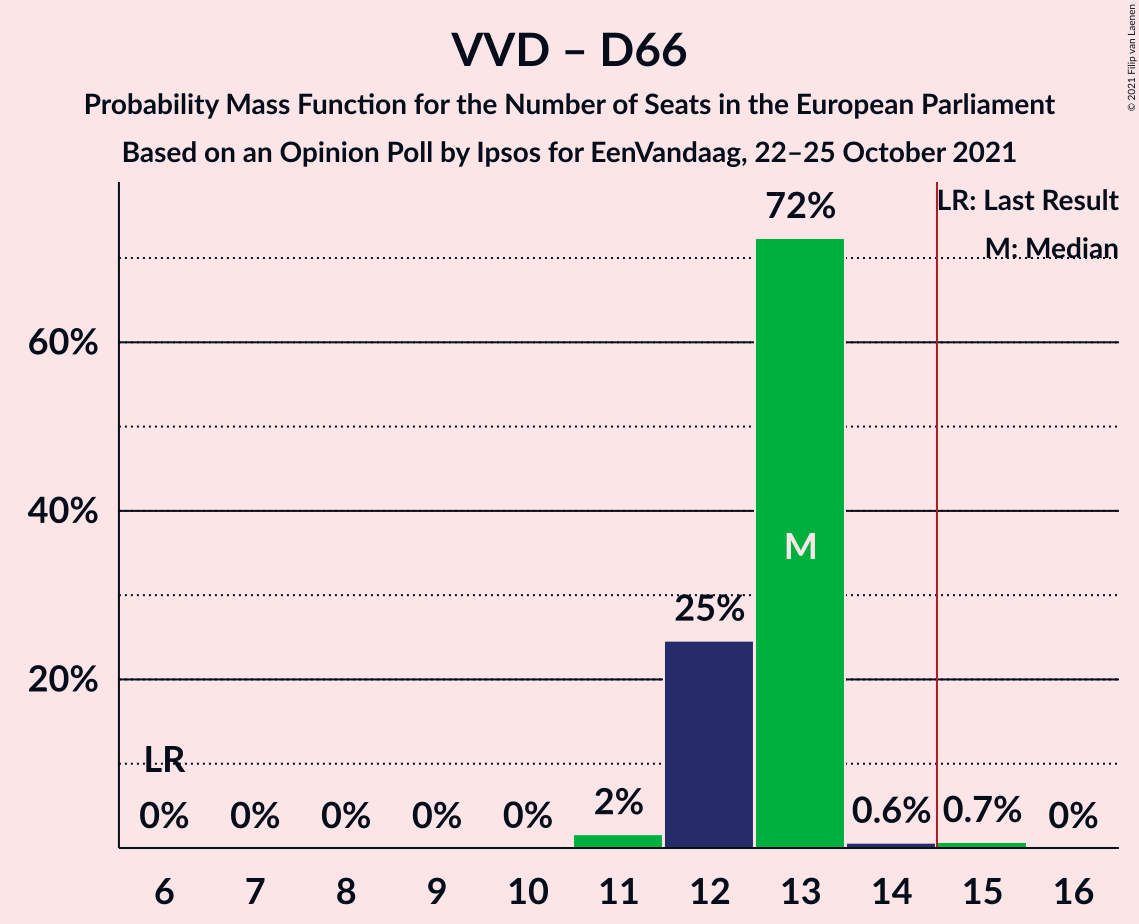 VVD – D66
Probability Mass Function for the Number of Seats in the European Parliament
Based on an Opinion Poll by Ipsos for EenVandaag, 22–25 October 2021
© 2021 Filip van Laenen
LR: Last Result
M: Median
72%
60%
40%
M
25%
20%
LR
0% 0% 0% 0% 0% 2% 0.6% 0.7% 0%
6 7 8 9 10 11 12 13 14 15 16